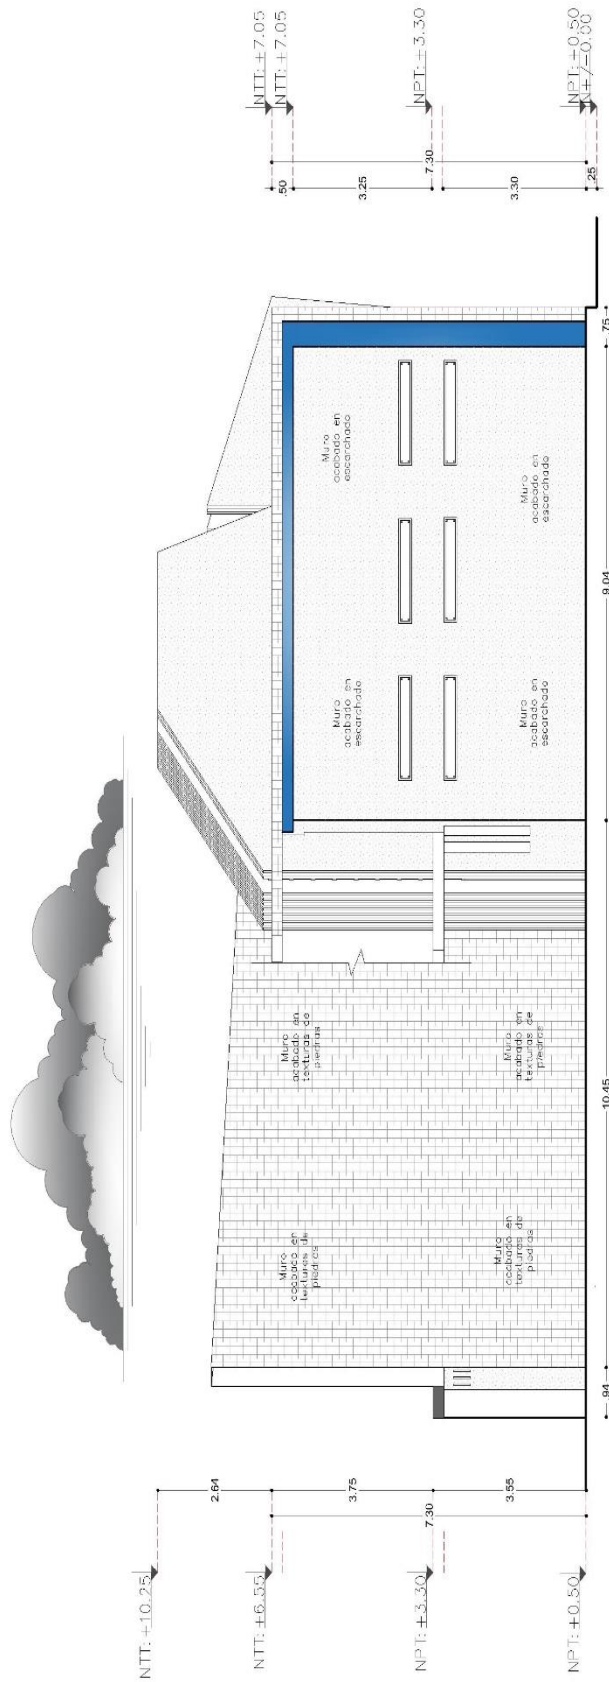 NTT: +10.25
NTT: +6.55
NPT: +3.30
NPT: +0.50
2.64
3.75
3.55
7.30
Muro
acabado en
texturas de
piedras
Muro
acabado en
texturas de
piedras
Muro
acabado en
texturas de
piedras
Muro
acabado en
texturas de
piedras
Muro
acabado en
escarchado
Muro
acabado en
escarchado
Muro
acabado en
escarchado
Muro
acabado en
escarchado
.94
10.45
9.04
.75
.50
3.25
3.30
.25
7.30
NTT: +7.05
NTT: +7.05
NPT: +3.30
NPT: +0.50
N+/-0.00